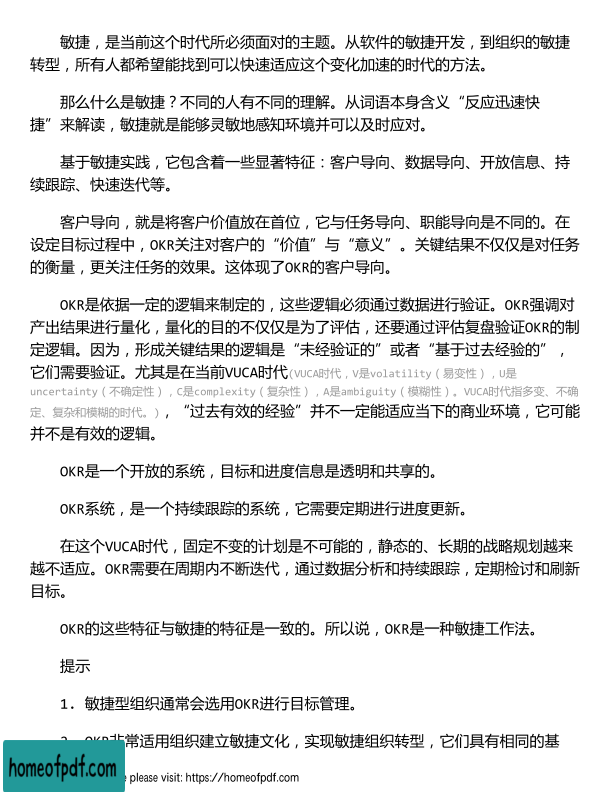 敏捷，是当前这个时代所必须面对的主题。从软件的敏捷开发，到组织的敏捷
转型，所有人都希望能找到可以快速适应这个变化加速的时代的方法。
那么什么是敏捷？不同的人有不同的理解。从词语本身含义“反应迅速快
捷”来解读，敏捷就是能够灵敏地感知环境并可以及时应对。
基于敏捷实践，它包含着一些显著特征：客户导向、数据导向、开放信息、持
续跟踪、快速迭代等。
客户导向，就是将客户价值放在首位，它与任务导向、职能导向是不同的。在
设定目标过程中，OKR关注对客户的“价值”与“意义”。关键结果不仅仅是对任务
的衡量，更关注任务的效果。这体现了OKR的客户导向。
OKR是依据一定的逻辑来制定的，这些逻辑必须通过数据进行验证。OKR强调对
产出结果进行量化，量化的目的不仅仅是为了评估，还要通过评估复盘验证OKR的制
定逻辑。因为，形成关键结果的逻辑是“未经验证的”或者“基于过去经验的”，
它们需要验证。尤其是在当前VUCA时代(VUCA时代，V是volatility（易变性），U是
uncertainty（不确定性），C是complexity（复杂性），A是ambiguity（模糊性）。VUCA时代指多变、不确
定、复杂和模糊的时代。)，“过去有效的经验”并不一定能适应当下的商业环境，它可能
并不是有效的逻辑。
OKR是一个开放的系统，目标和进度信息是透明和共享的。
OKR系统，是一个持续跟踪的系统，它需要定期进行进度更新。
在这个VUCA时代，固定不变的计划是不可能的，静态的、长期的战略规划越来
越不适应。OKR需要在周期内不断迭代，通过数据分析和持续跟踪，定期检讨和刷新
目标。
OKR的这些特征与敏捷的特征是一致的。所以说，OKR是一种敏捷工作法。
提示
1. 敏捷型组织通常会选用OKR进行目标管理。
OKR非常适用组织建立敏捷文化，实现敏捷组织转型，它们具有相同的基
homeofpdf.com
please visit: https://homeofpdf.com